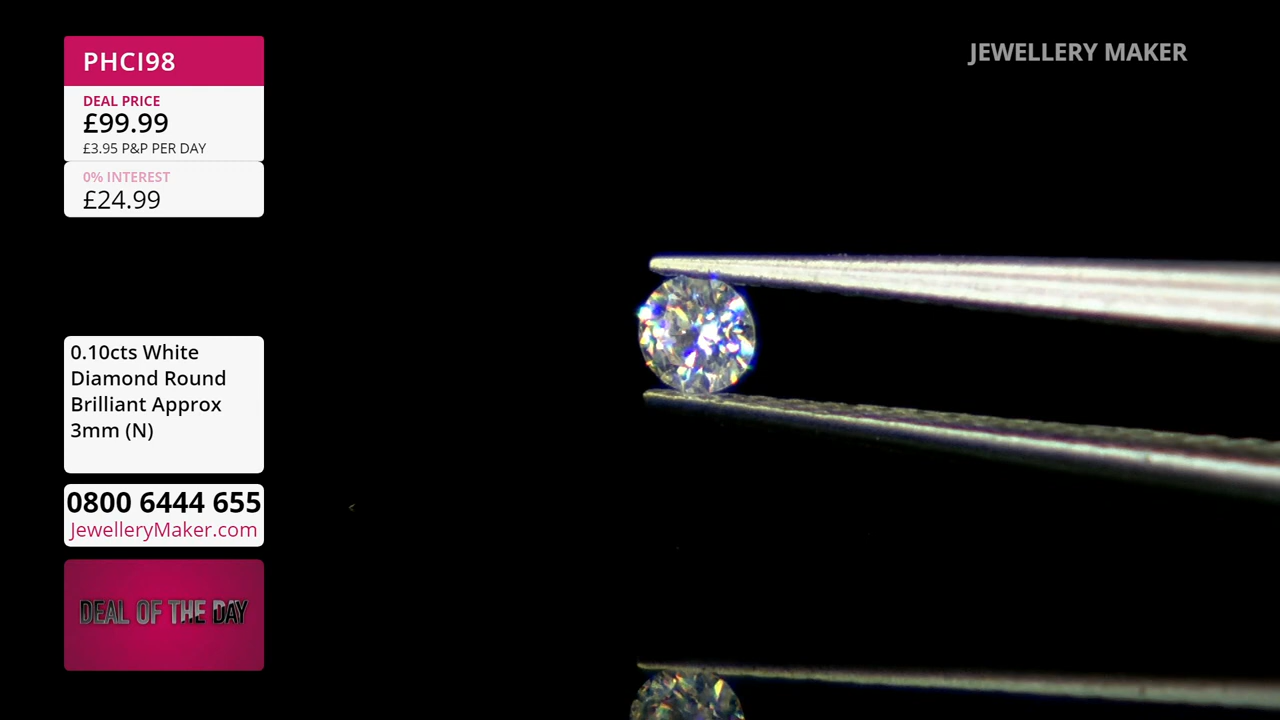 PHCI98
DEAL PRICE
£99.99
£3.95 P&P PER DAY
0% INTEREST
£24.99
0.10cts White
Diamond Round
Brilliant Approx
3mm (N)
0800 6444 655
JewelleryMaker.com
DEAL OF THE DAY
JEWELLERY MAKER